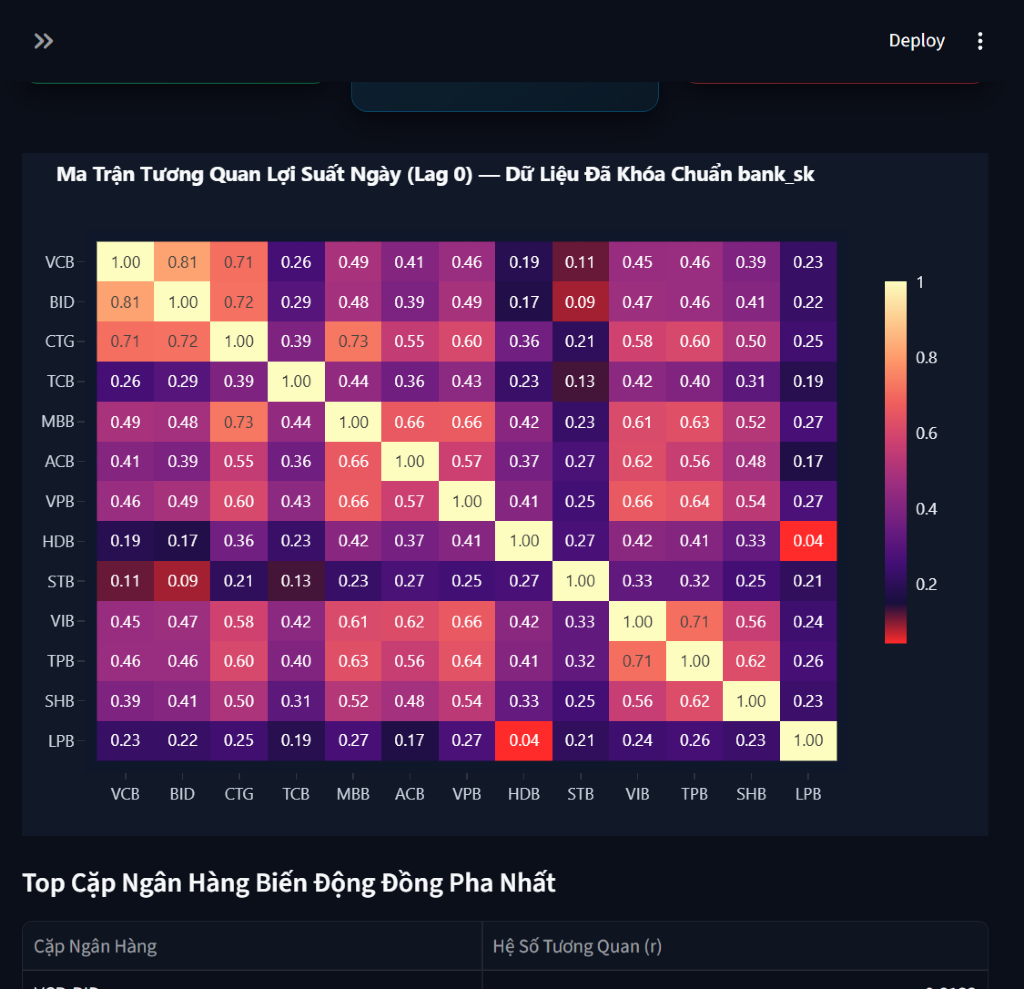 Deploy
Ma Trận Tương Quan Lợi Suất Ngày (Lag 0) — Dữ Liệu Đã Khóa Chuẩn bank_sk
VCB 1.00 0.81 0.71 0.26 0.49 0.41 0.46 0.19 0.11 0.45 0.46 0.39 0.23
BID 0.81 1.00 0.72 0.29 0.48 0.39 0.49 0.17 0.09 0.47 0.46 0.41 0.22
CTG 0.71 0.72 1.00 0.39 0.73 0.55 0.60 0.36 0.21 0.58 0.60 0.50 0.25
TCB 0.26 0.29 0.39 1.00 0.44 0.36 0.43 0.23 0.13 0.42 0.40 0.31 0.19
MBB 0.49 0.48 0.73 0.44 1.00 0.66 0.66 0.42 0.23 0.61 0.63 0.52 0.27
ACB 0.41 0.39 0.55 0.36 0.66 1.00 0.57 0.37 0.27 0.62 0.56 0.48 0.17
VPB 0.46 0.49 0.60 0.43 0.66 0.57 1.00 0.41 0.25 0.66 0.64 0.54 0.27
HDB 0.19 0.17 0.36 0.23 0.42 0.37 0.41 1.00 0.27 0.42 0.41 0.33 0.04
STB 0.11 0.09 0.21 0.13 0.23 0.27 0.25 0.27 1.00 0.33 0.32 0.25 0.21
VIB 0.45 0.47 0.58 0.42 0.61 0.62 0.66 0.42 0.33 1.00 0.71 0.56 0.24
TPB 0.46 0.46 0.60 0.40 0.63 0.56 0.64 0.41 0.32 0.71 1.00 0.62 0.26
SHB 0.39 0.41 0.50 0.31 0.52 0.48 0.54 0.33 0.25 0.56 0.62 1.00 0.23
LPB 0.23 0.22 0.25 0.19 0.27 0.17 0.27 0.04 0.21 0.24 0.26 0.23 1.00
VCB BID CTG TCB MBB ACB VPB HDB STB VIB TPB SHB LPB
1
0.8
0.6
0.4
0.2
Top Cặp Ngân Hàng Biến Động Đồng Pha Nhất
Cặp Ngân Hàng Hệ Số Tương Quan (r)